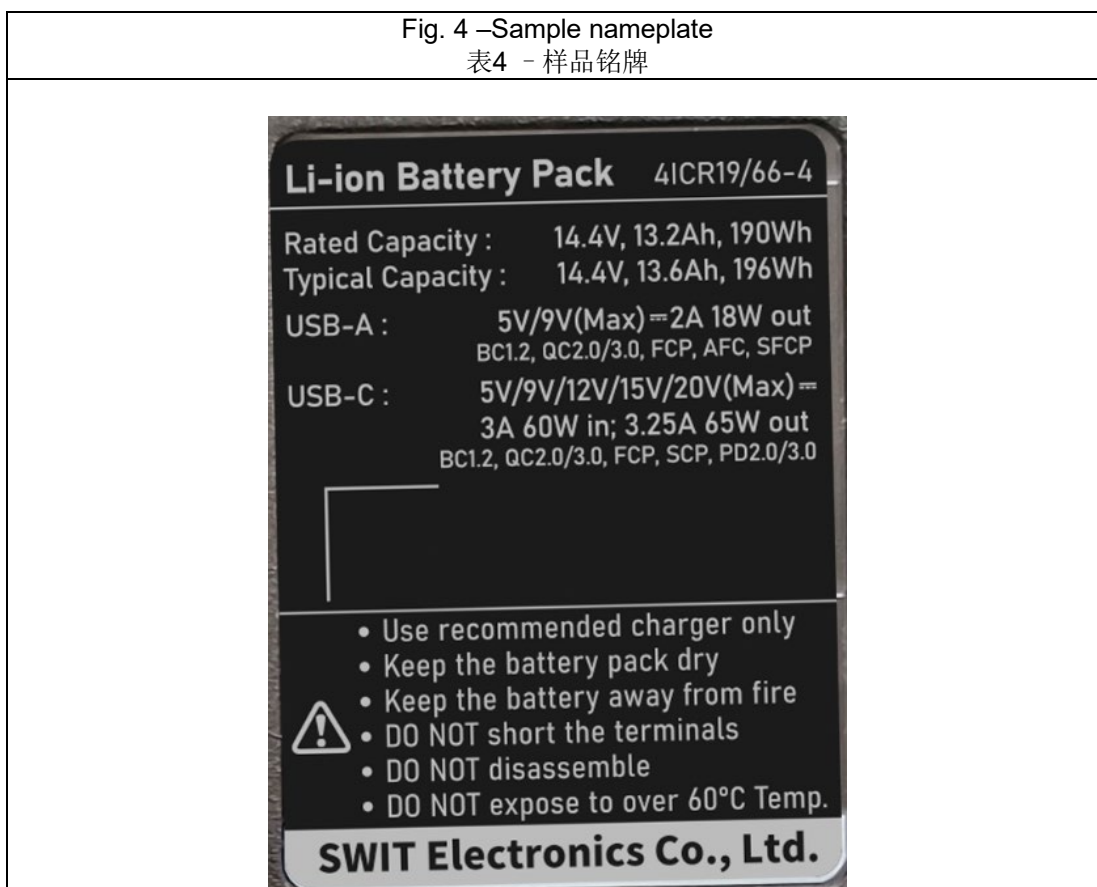 Fig. 4 –Sample nameplate
表4 －样品铭牌
Li-ion Battery Pack 4ICR19/66-4
Rated Capacity : 14.4V, 13.2Ah, 190Wh
Typical Capacity : 14.4V, 13.6Ah, 196Wh
USB-A : 5V/9V(Max)⎓2A 18W out
BC1.2, QC2.0/3.0, FCP, AFC, SFCP
USB-C : 5V/9V/12V/15V/20V(Max)⎓
3A 60W in; 3.25A 65W out
BC1.2, QC2.0/3.0, FCP, SCP, PD2.0/3.0
• Use recommended charger only
• Keep the battery pack dry
• Keep the battery away from fire
• DO NOT short the terminals
• DO NOT disassemble
• DO NOT expose to over 60°C Temp.
SWIT Electronics Co., Ltd.